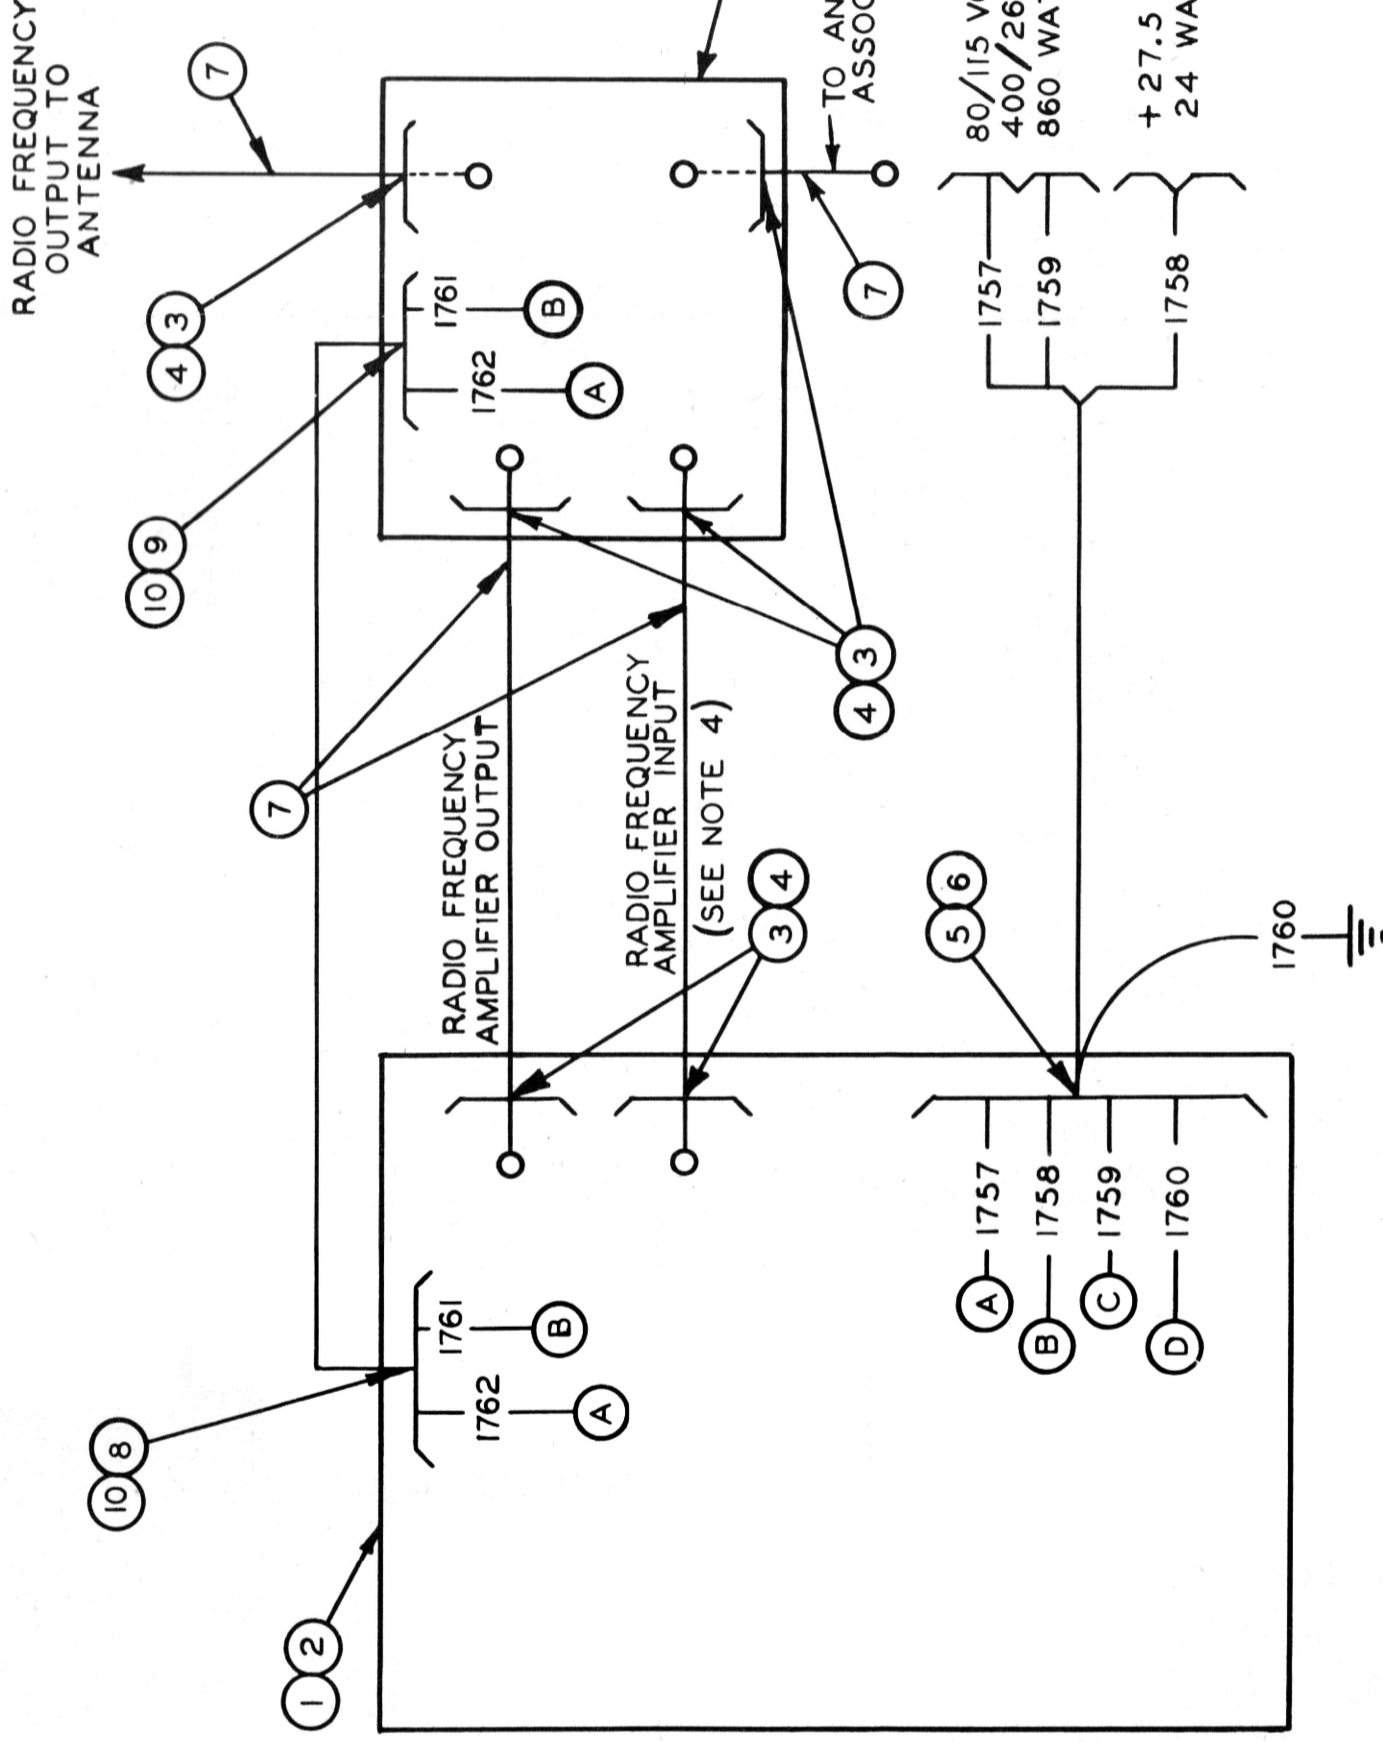 RADIO FREQUENCY
OUTPUT TO
ANTENNA
10 8
10 9
4 3
7
7
1 2
1762 1761
A B
1762 1761
A B
RADIO FREQUENCY
AMPLIFIER OUTPUT
RADIO FREQUENCY
AMPLIFIER INPUT
(SEE NOTE 4)
3 4
4 3
7
TO AN
ASSOC
5 6
A 1757
B 1758
C 1759
D 1760
1757
1759
1758
80/115 V
400/26
860 WAT
+27.5
24 WA
1760